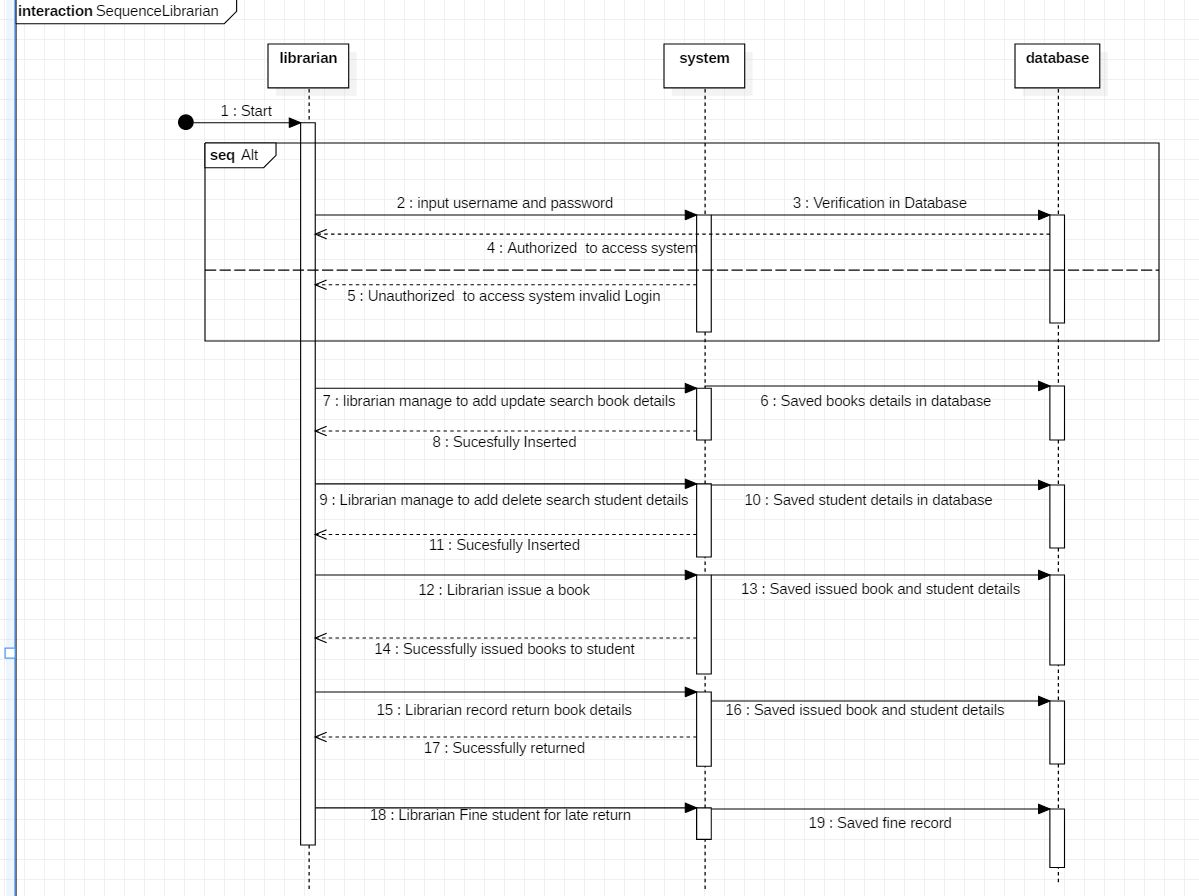 interaction SequenceLibrarian
librarian
system
database
1 : Start
seq Alt
2 : input username and password
3 : Verification in Database
4 : Authorized  to access system
5 : Unauthorized  to access system invalid Login
7 : librarian manage to add update search book details
6 : Saved books details in database
8 : Sucesfully Inserted
9 : Librarian manage to add delete search student details
10 : Saved student details in database
11 : Sucesfully Inserted
12 : Librarian issue a book
13 : Saved issued book and student details
14 : Sucessfully issued books to student
15 : Librarian record return book details
16 : Saved issued book and student details
17 : Sucessfully returned
18 : Librarian Fine student for late return
19 : Saved fine record